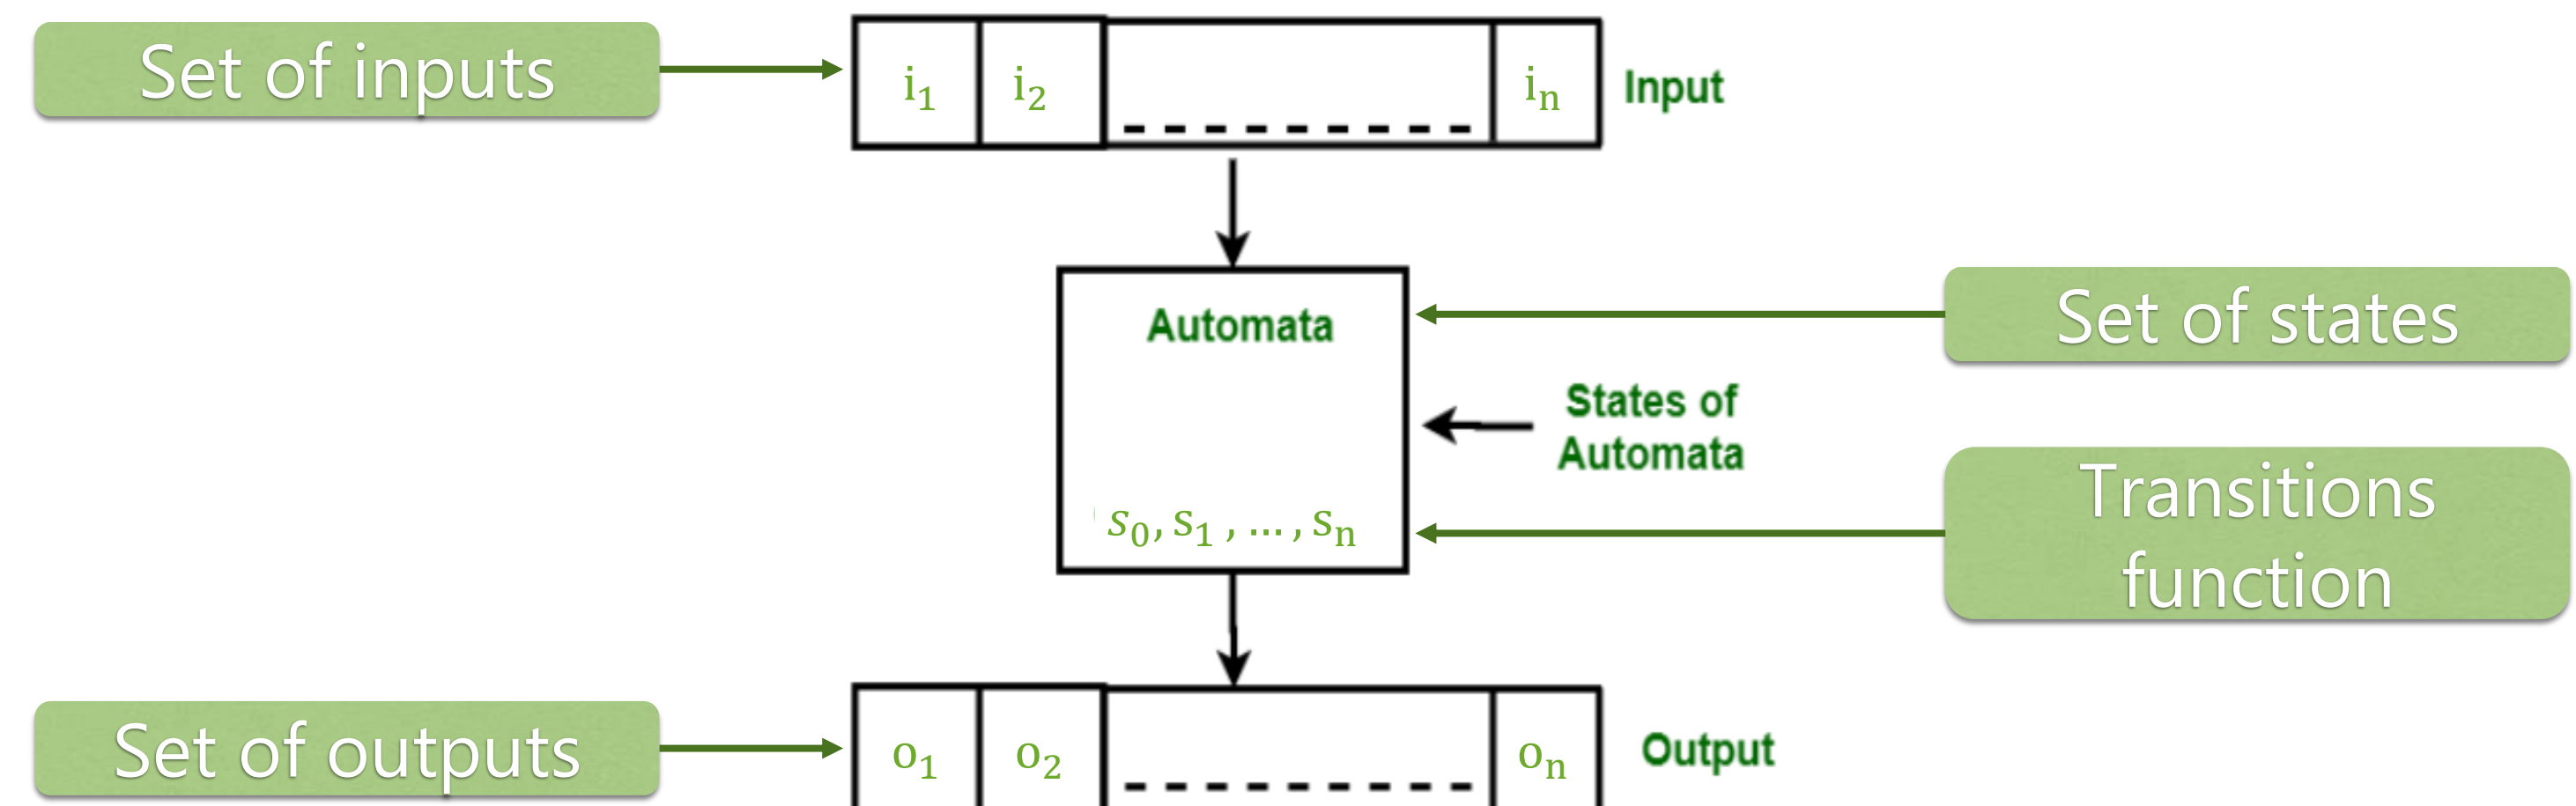 Set of inputs
i₁ i₂ iₙ
Input
Automata
Set of states
States of
Automata
s₀, s₁ , … , sₙ
Transitions
function
Set of outputs
o₁ o₂ oₙ
Output